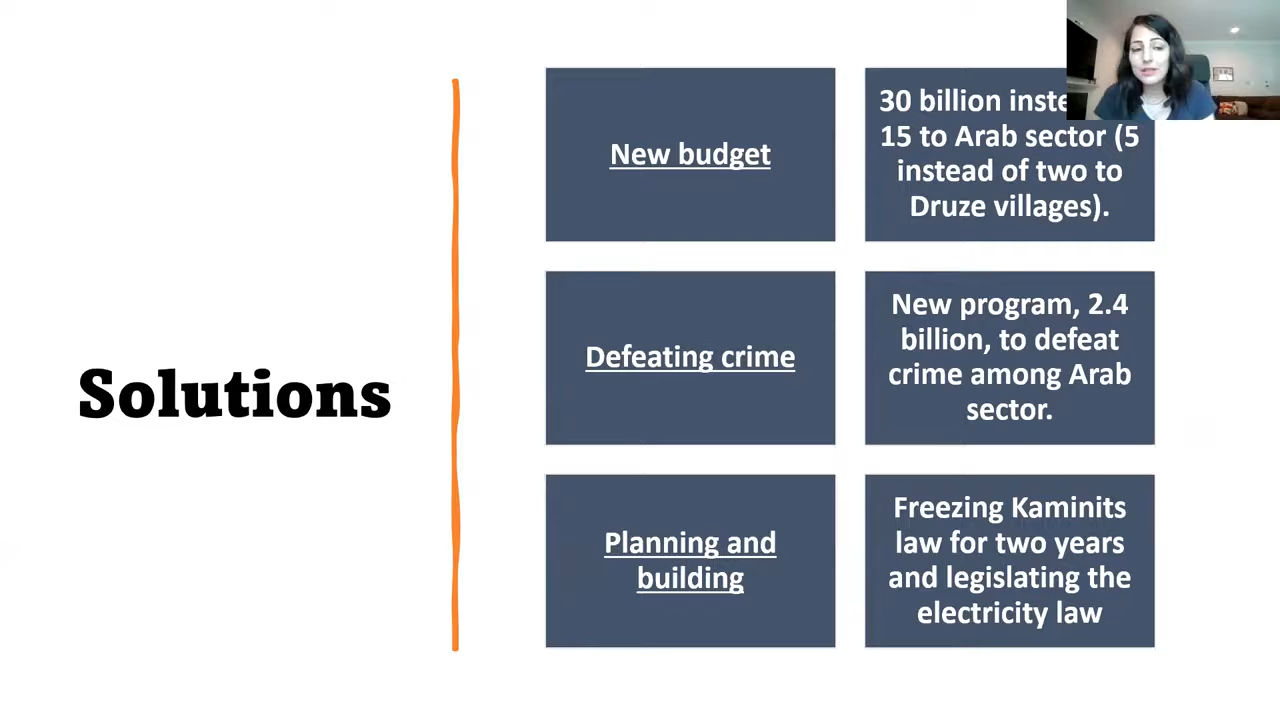 Solutions
New budget
30 billion
15 to Arab sector (5
instead of two to
Druze villages).
Defeating crime
New program, 2.4
billion, to defeat
crime among Arab
sector.
Planning and
building
Freezing Kaminits
law for two years
and legislating the
electricity law